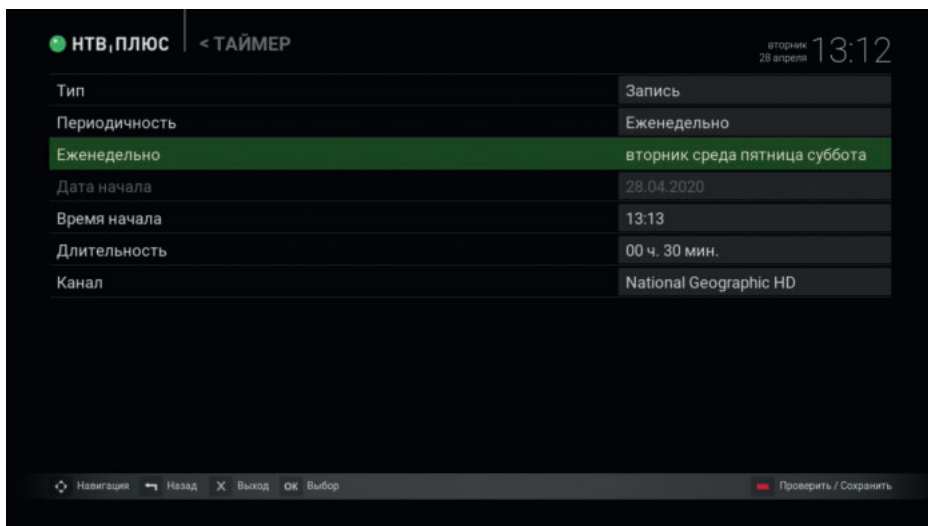 НТВ ПЛЮС < ТАЙМЕР
вторник
28 апреля 13:12
Тип Запись
Периодичность Еженедельно
Еженедельно вторник среда пятница суббота
Дата начала 28.04.2020
Время начала 13:13
Длительность 00 ч. 30 мин.
Канал National Geographic HD
Навигация Назад X Выход OK Выбор Проверить / Сохранить